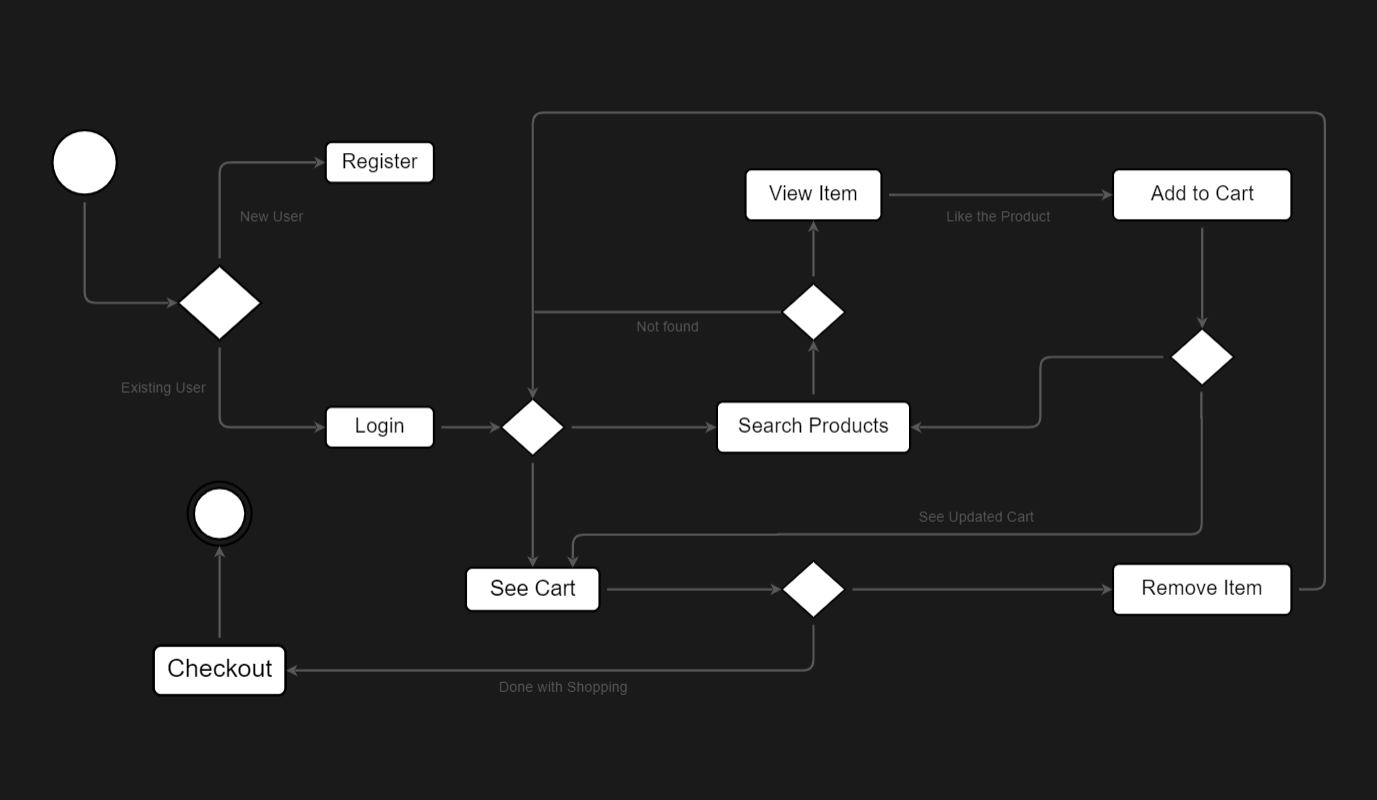 Register
View Item
Add to Cart
New User
Like the Product
Not found
Existing User
Login
Search Products
See Updated Cart
See Cart
Remove Item
Checkout
Done with Shopping